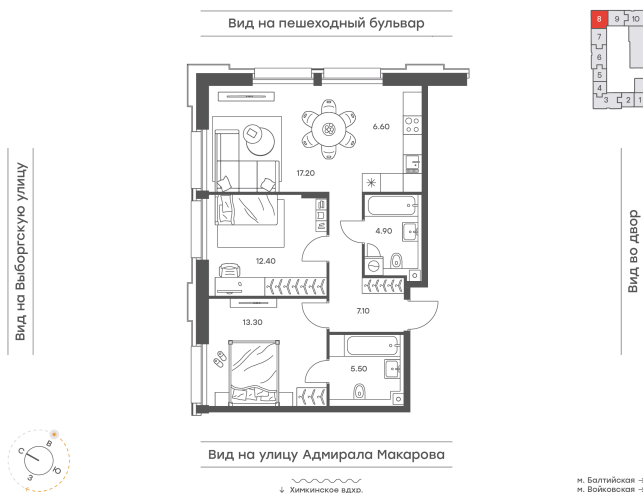 Вид на пешеходный бульвар
8 9 10
7
6
5
4
3 2 1
6.60
17.20
4.90
12.40
7.10
13.30
5.50
Вид на Выборгскую улицу
Вид во двор
Вид на улицу Адмирала Макарова
С В
З Ю
↓ Химкинское вдхр.
м. Балтийская
м. Войковская